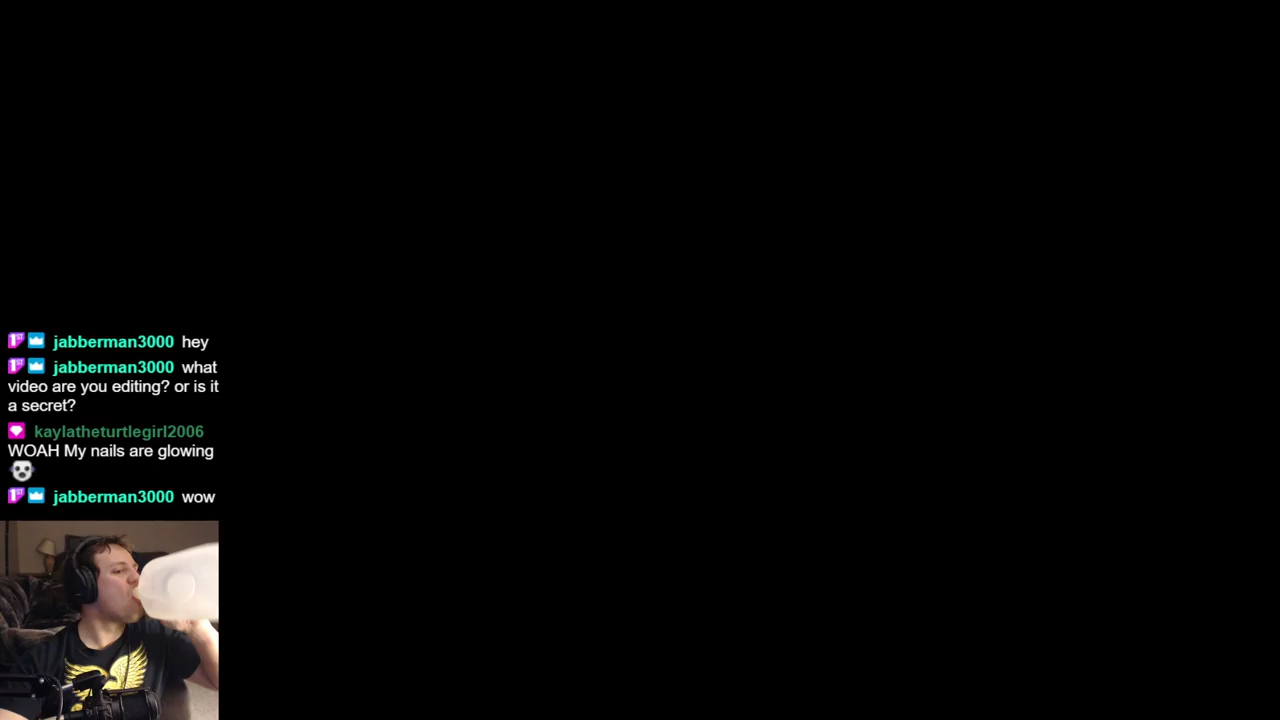 jabberman3000 hey
jabberman3000 what
video are you editing? or is it
a secret?
kaylatheturtlegirl2006
WOAH My nails are glowing
jabberman3000 wow